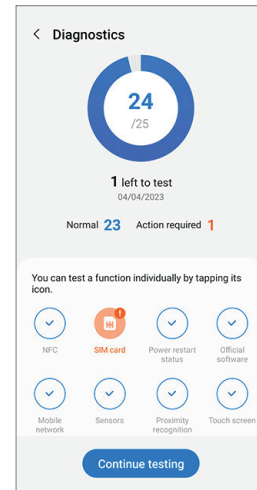 Diagnostics
24
/25
1 left to test
04/04/2023
Normal 23 Action required 1
You can test a function individually by tapping its
icon.
NFC
SIM card
Power restart
status
Official
software
Mobile
network
Sensors
Proximity
recognition
Touch screen
Continue testing